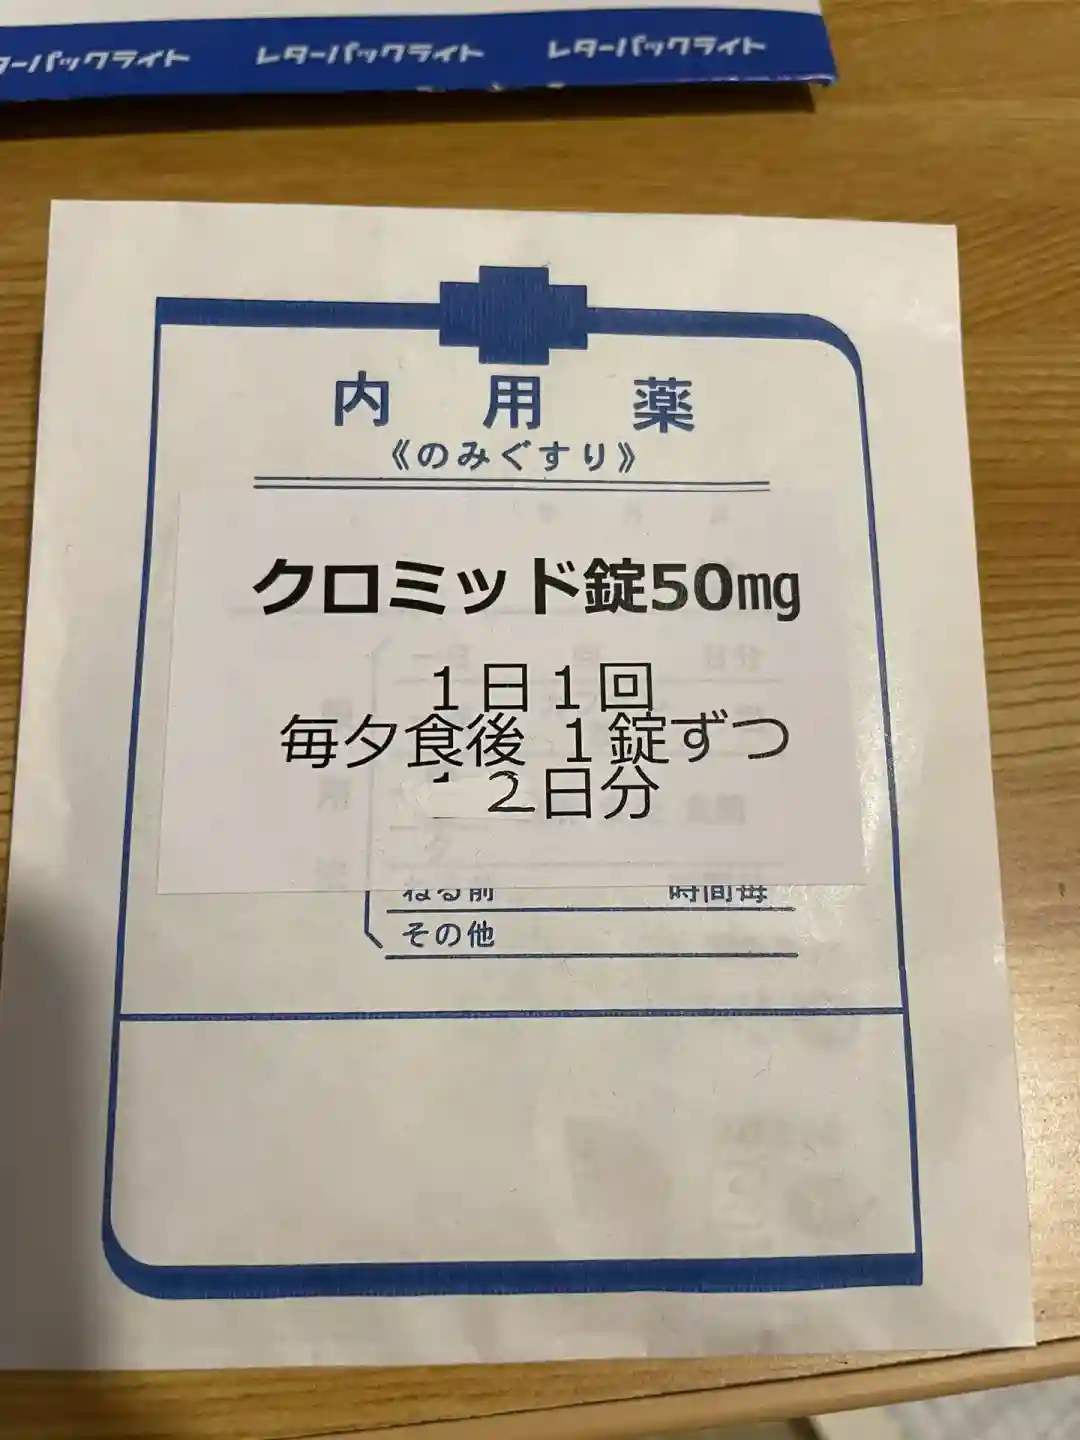 ターパックライト レターパックライト レターパックライト
内用薬
《のみぐすり》
クロミッド錠50㎎
１日１回
毎夕食後 １錠ずつ
２日分
ねる前 時間毎
その他